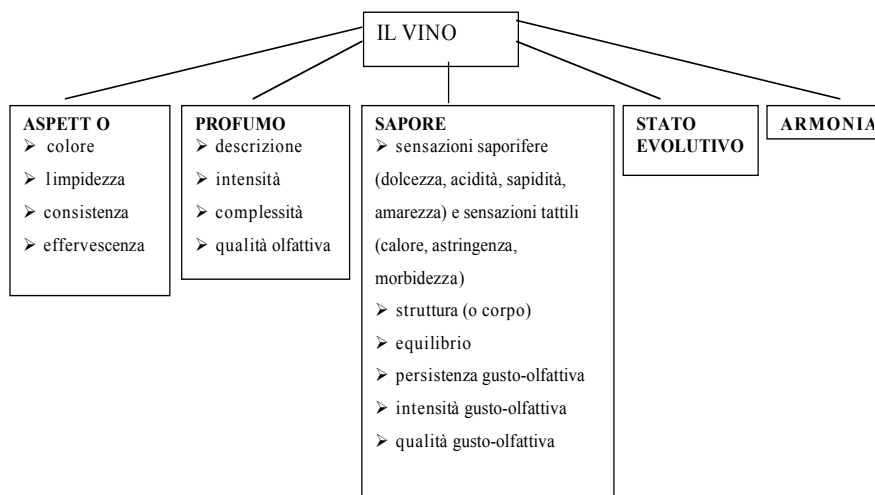 IL VINO
ASPETT O
➢ colore
➢ limpidezza
➢ consistenza
➢ effervescenza
PROFUMO
➢ descrizione
➢ intensità
➢ complessità
➢ qualità olfattiva
SAPORE
➢ sensazioni saporifere
(dolcezza, acidità, sapidità,
amarezza) e sensazioni tattili
(calore, astringenza,
morbidezza)
➢ struttura (o corpo)
➢ equilibrio
➢ persistenza gusto-olfattiva
➢ intensità gusto-olfattiva
➢ qualità gusto-olfattiva
STATO
EVOLUTIVO
ARMONIA